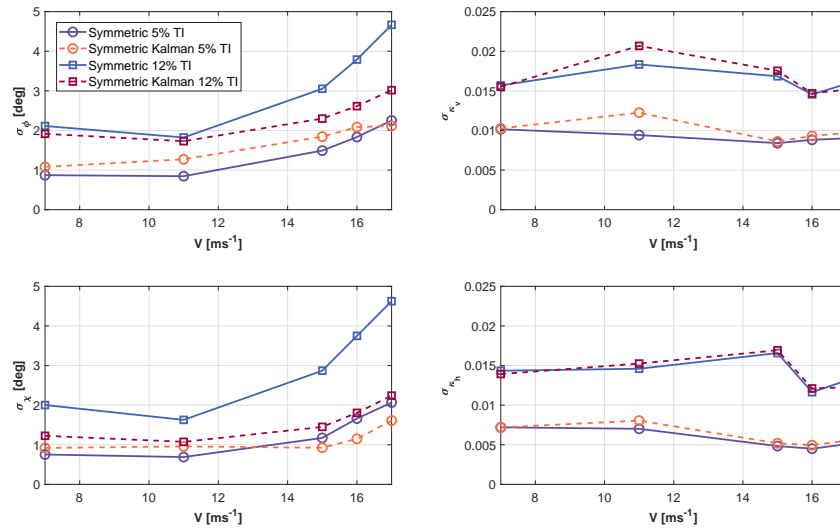 5
4
3
2
1
0
σ_ϕ [deg]
Symmetric 5% TI
Symmetric Kalman 5% TI
Symmetric 12% TI
Symmetric Kalman 12% TI
8 10 12 14 16
V [ms^-1]
0.025
0.02
0.015
0.01
0.005
0
σ_κ_v
8 10 12 14 16
V [ms^-1]
5
4
3
2
1
0
σ_χ [deg]
8 10 12 14 16
V [ms^-1]
0.025
0.02
0.015
0.01
0.005
0
σ_κ_h
8 10 12 14 16
V [ms^-1]